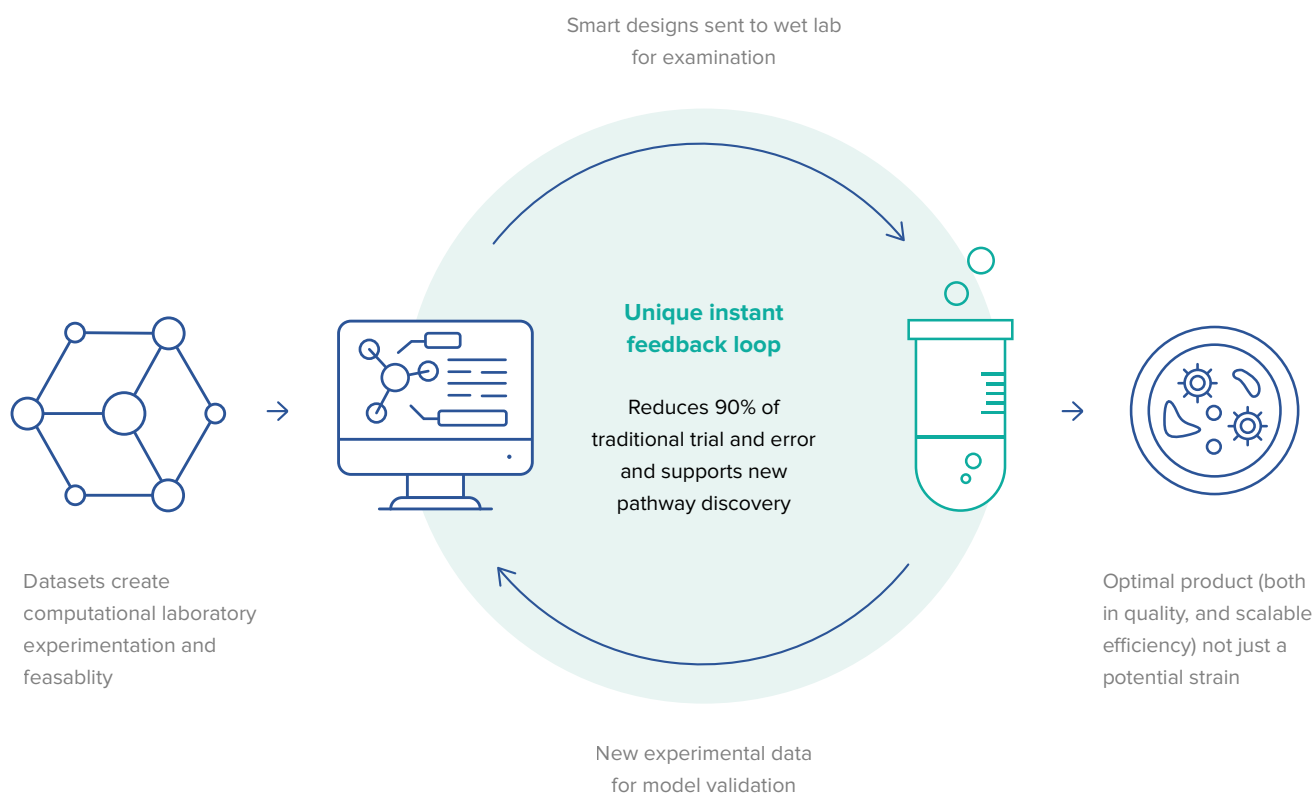 Smart designs sent to wet lab
for examination
Unique instant
feedback loop
Reduces 90% of
traditional trial and error
and supports new
pathway discovery
Datasets create
computational laboratory
experimentation and
feasablity
Optimal product (both
in quality, and scalable
efficiency) not just a
potential strain
New experimental data
for model validation